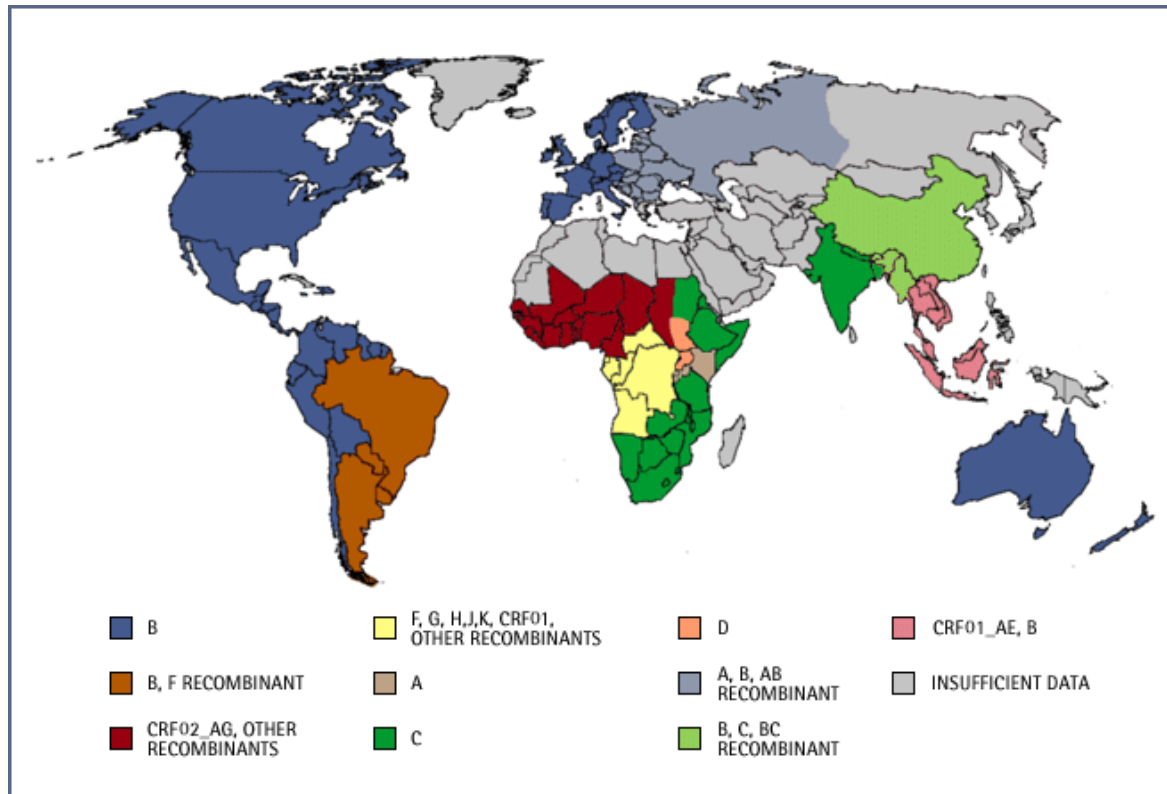 B
F, G, H,J,K, CRF01,
OTHER RECOMBINANTS
D
CRF01_AE, B
B, F RECOMBINANT
A
A, B, AB
RECOMBINANT
INSUFFICIENT DATA
CRF02_AG, OTHER
RECOMBINANTS
C
B, C, BC
RECOMBINANT